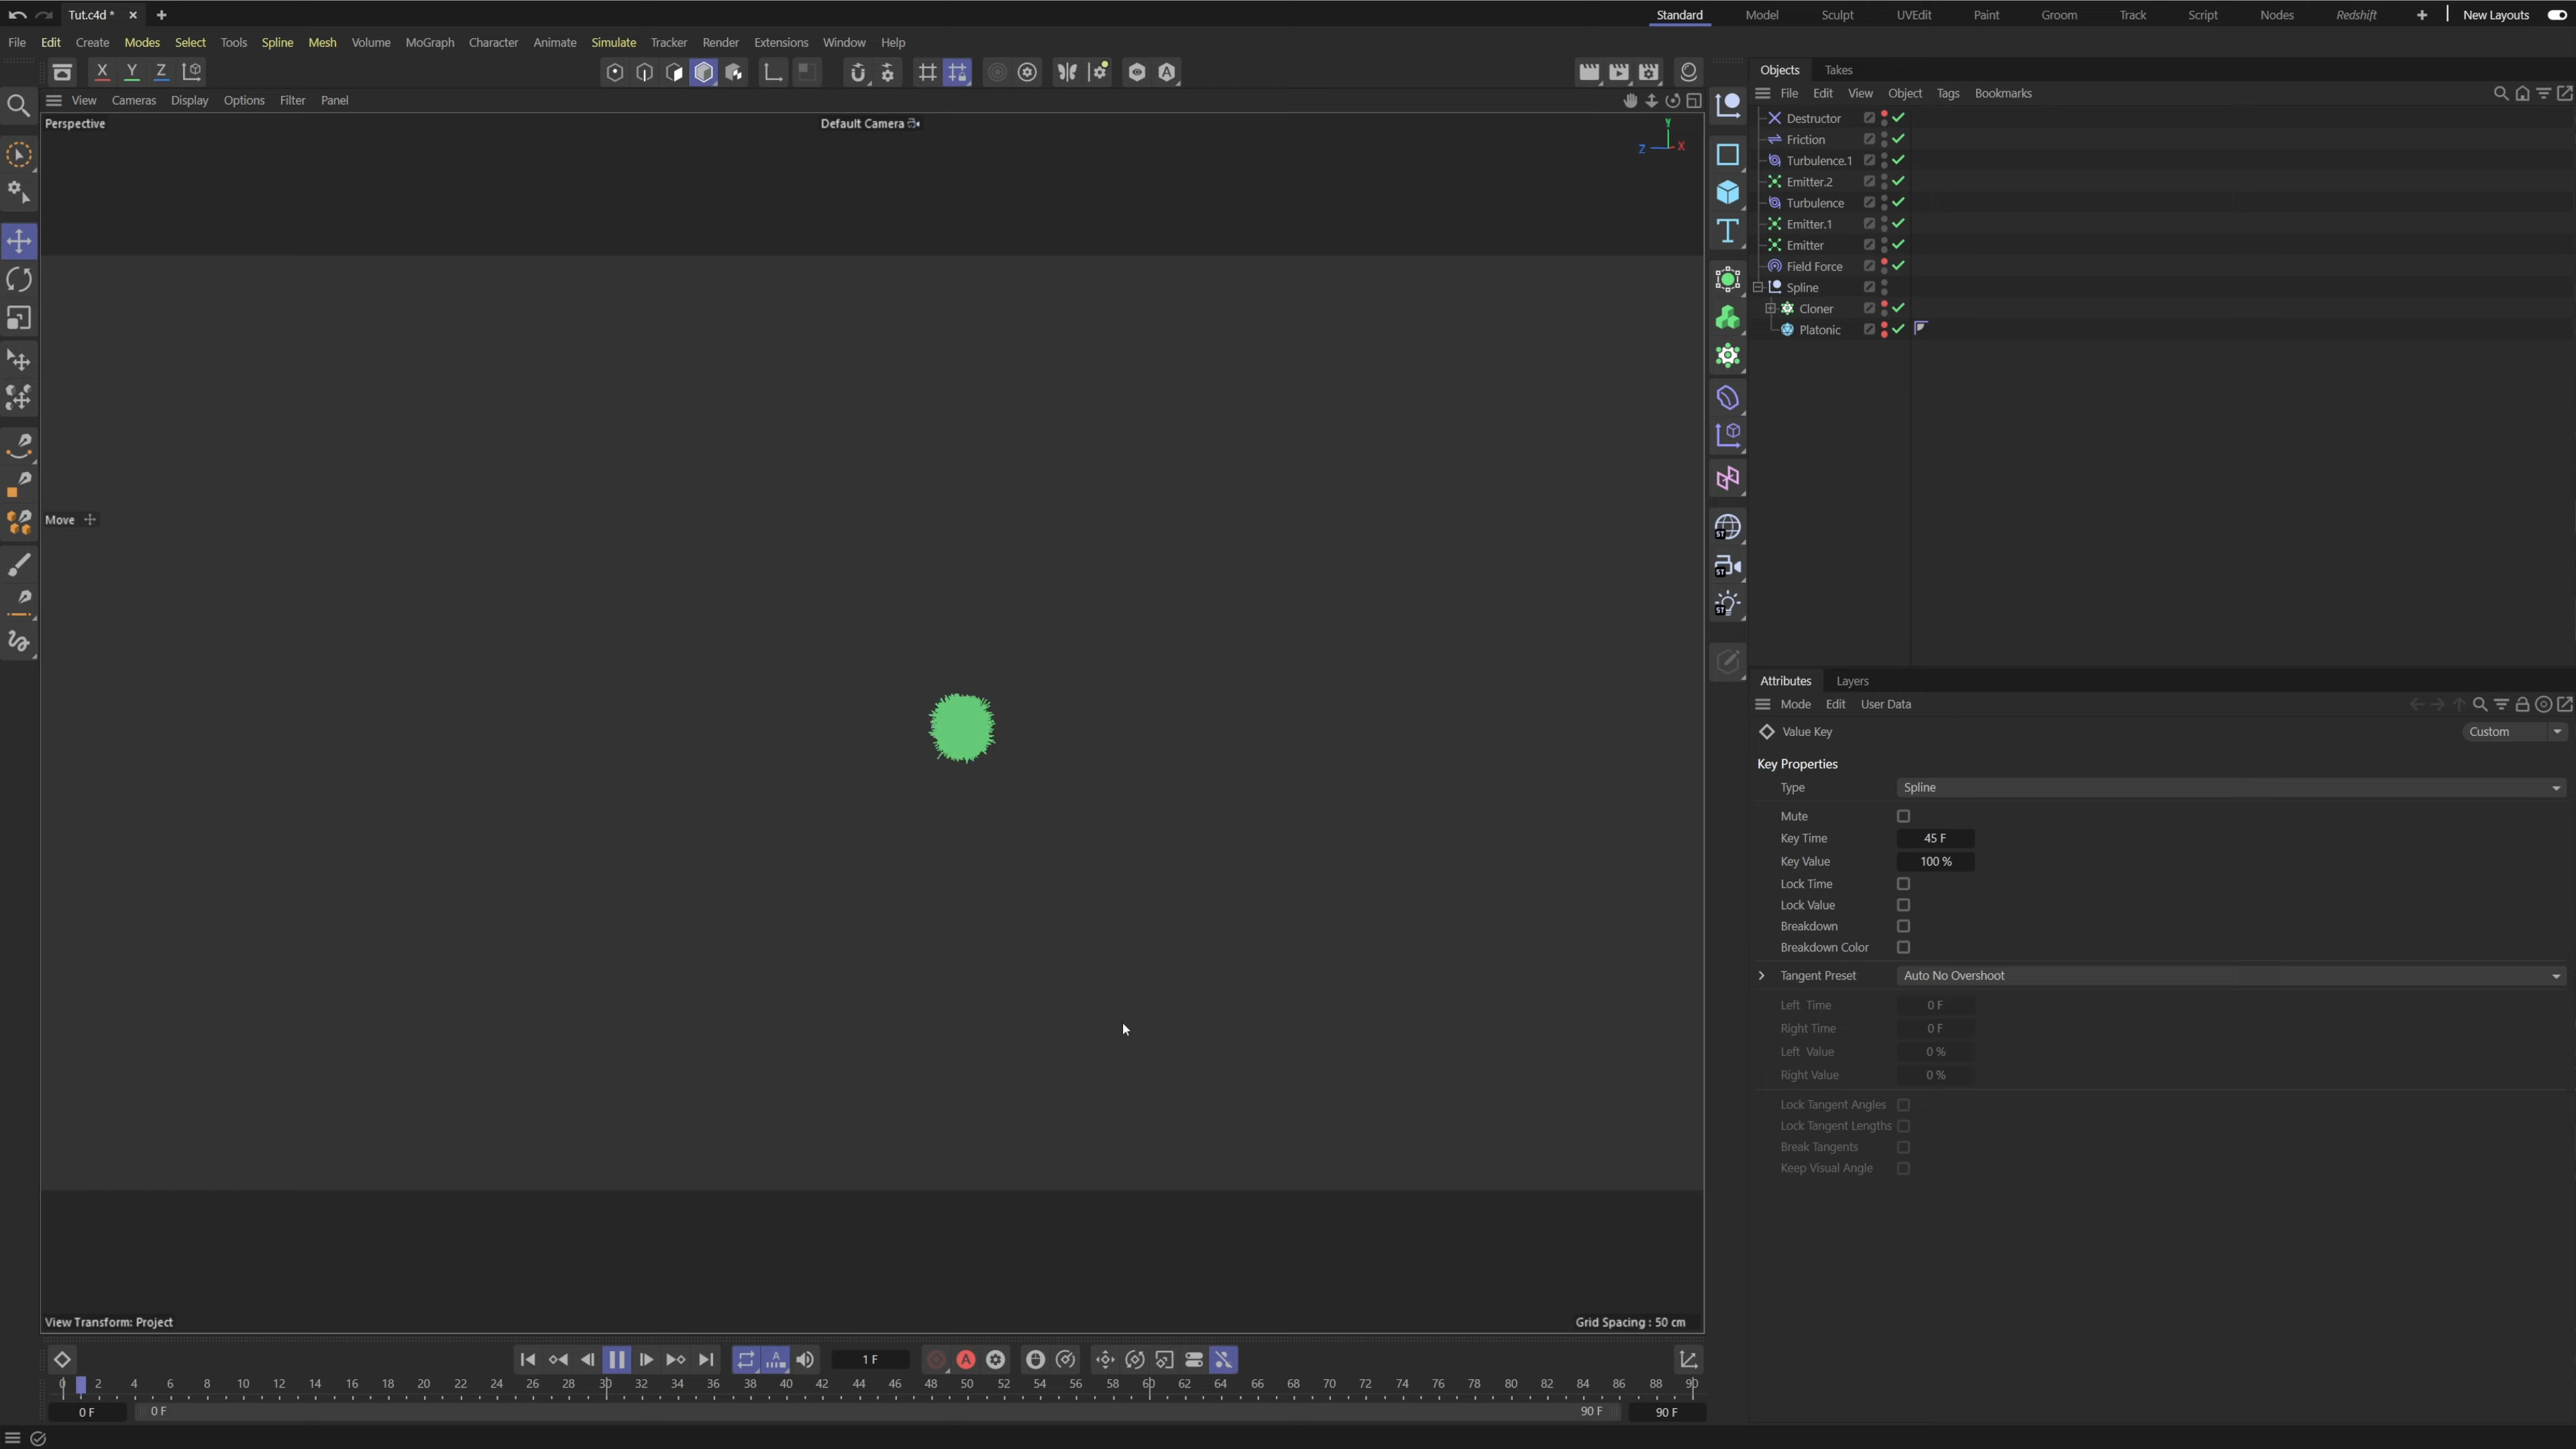 Tut.c4d *
Standard Model Sculpt UVEdit Paint Groom Track Script Nodes Redshift New Layouts
File Edit Create Modes Select Tools Spline Mesh Volume MoGraph Character Animate Simulate Tracker Render Extensions Window Help
X Y Z
View Cameras Display Options Filter Panel
Perspective
Default Camera
Y
Z X
Move
View Transform: Project
Grid Spacing : 50 cm
ST
ST
ST
Objects Takes
File Edit View Object Tags Bookmarks
Destructor
Friction
Turbulence.1
Emitter.2
Turbulence
Emitter.1
Emitter
Field Force
Spline
Cloner
Platonic
Attributes Layers
Mode Edit User Data
Value Key
Custom
Key Properties
Type Spline
Mute
Key Time 45 F
Key Value 100 %
Lock Time
Lock Value
Breakdown
Breakdown Color
Tangent Preset Auto No Overshoot
Left Time 0 F
Right Time 0 F
Left Value 0 %
Right Value 0 %
Lock Tangent Angles
Lock Tangent Lengths
Break Tangents
Keep Visual Angle
1 F
0 2 4 6 8 10 12 14 16 18 20 22 24 26 28 30 32 34 36 38 40 42 44 46 48 50 52 54 56 58 60 62 64 66 68 70 72 74 76 78 80 82 84 86 88 90
0 F 0 F 90 F 90 F